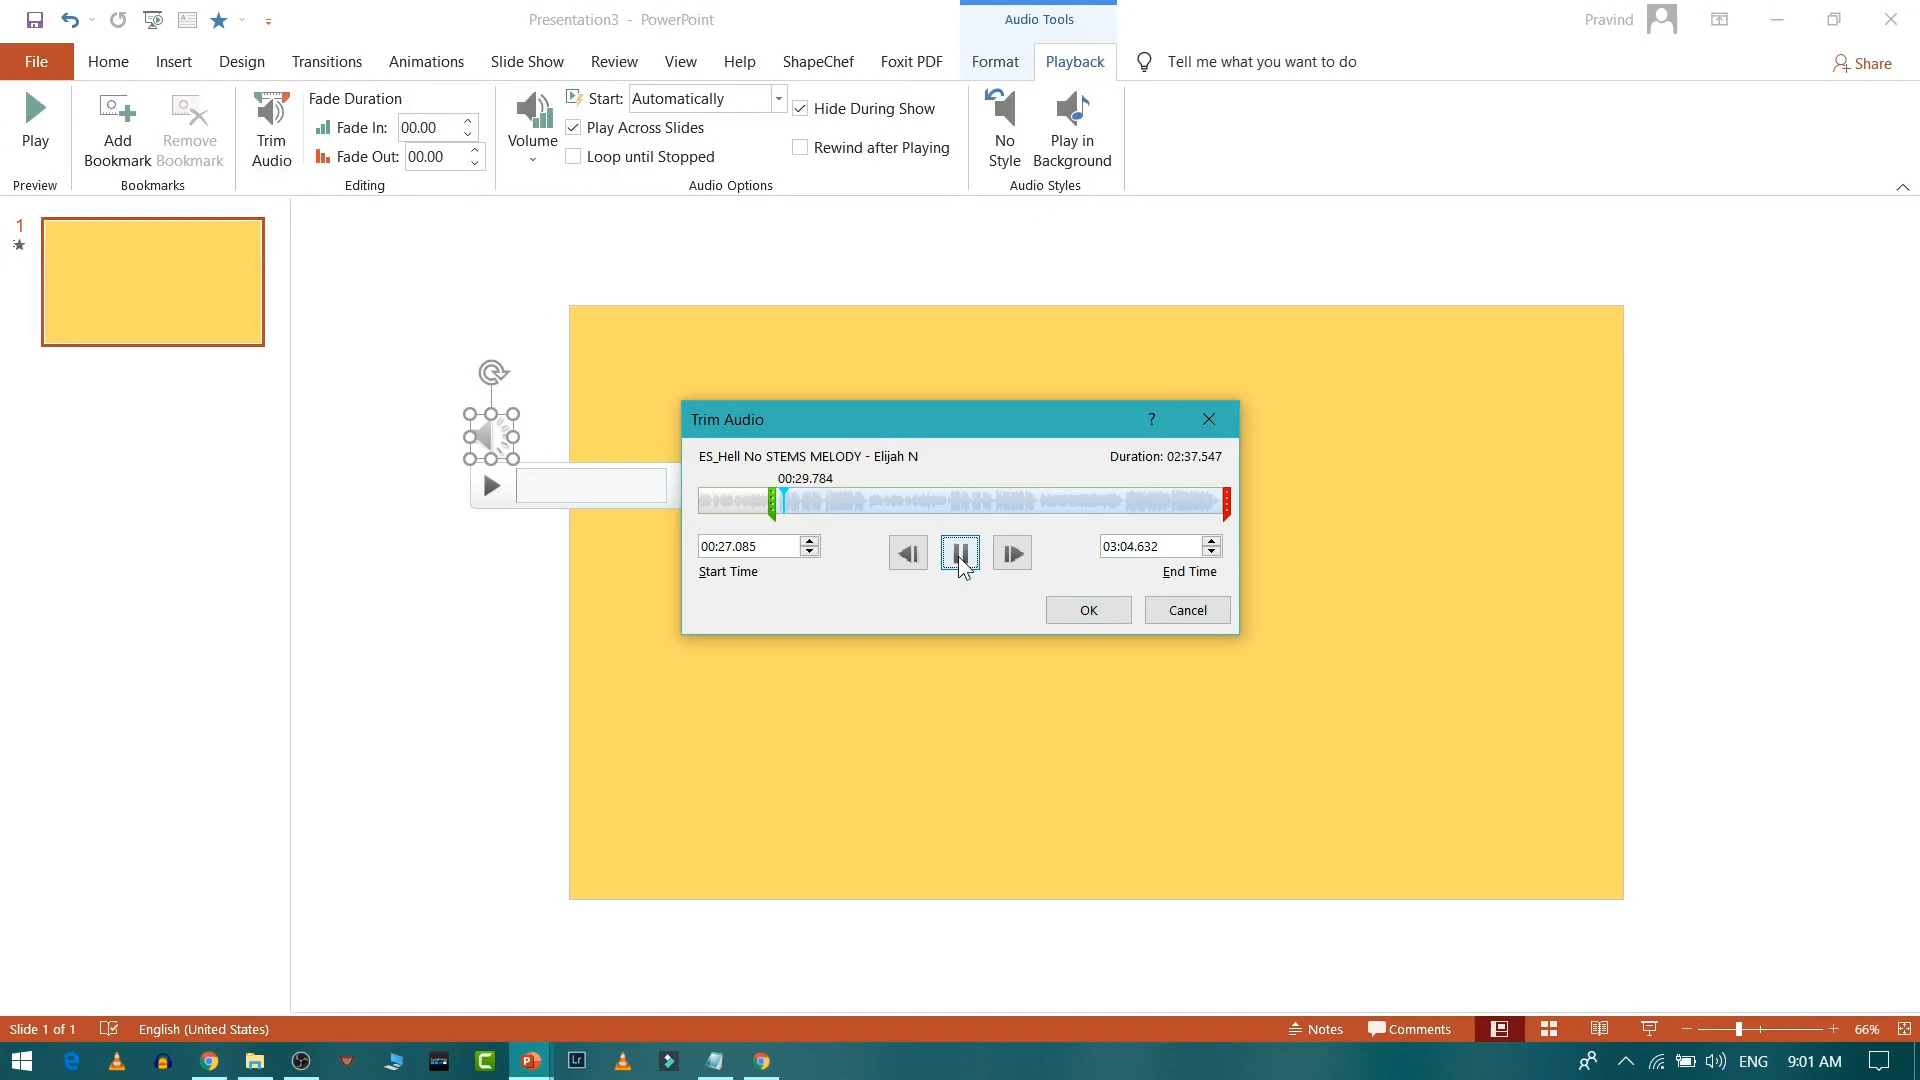 Presentation3 - PowerPoint
Audio Tools
Pravind
File Home Insert Design Transitions Animations Slide Show Review View Help ShapeChef Foxit PDF Format Playback Tell me what you want to do Share
Play
Add Bookmark
Remove Bookmark
Trim Audio
Fade Duration
Fade In: 00.00
Fade Out: 00.00
Volume
Start: Automatically
Play Across Slides
Loop until Stopped
Hide During Show
Rewind after Playing
No Style
Play in Background
Preview Bookmarks Editing Audio Options Audio Styles
1
Trim Audio ?
ES_Hell No STEMS MELODY - Elijah N Duration: 02:37.547
00:29.784
00:27.085 03:04.632
Start Time End Time
OK Cancel
Slide 1 of 1 English (United States) Notes Comments 66%
Lr ENG 9:01 AM